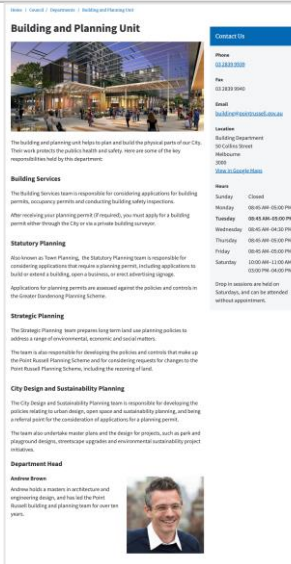 Home / Council / Departments / Building and Planning Unit
Building and Planning Unit
The building and planning unit helps to plan and build the physical parts of our City.
Their work protects the publics health and safety. Here are some of the key
responsibilities held by this department:
Building Services
The Building Services team is responsible for considering applications for building
permits, occupancy permits and conducting building safety inspections.
After receiving your planning permit (if required), you must apply for a building
permit either through the City or via a private building surveyor.
Statutory Planning
Also known as Town Planning, the Statutory Planning team is responsible for
considering applications that require a planning permit, including applications to
build or extend a building, open a business, or erect advertising signage.
Applications for planning permits are assessed against the policies and controls in
the Greater Dandenong Planning Scheme.
Strategic Planning
The Strategic Planning team prepares long term land use planning policies to
address a range of environmental, economic and social matters.
The team is also responsible for developing the policies and controls that make up
the Point Russell Planning Scheme and for considering requests for changes to the
Point Russell Planning Scheme, including the rezoning of land.
City Design and Sustainability Planning
The City Design and Sustainability Planning team is responsible for developing the
policies relating to urban design, open space and sustainability planning, and being
a referral point for the consideration of applications for a planning permit.
The team also undertake master plans and the design for projects, such as park and
playground designs, streetscape upgrades and environmental sustainability project
initiatives.
Department Head
Andrew Brown
Andrew holds a masters in architecture and
engineering design, and has led the Point
Russell building and planning team for over ten
years.
Contact Us
Phone
03 2839 9939
Fax
03 2839 9940
Email
building@pointrussell.gov.au
Location
Building Department
50 Collins Street
Melbourne
3000
View in Google Maps
Hours
Sunday Closed
Monday 08:45 AM-05:00 PM
Tuesday 08:45 AM-05:00 PM
Wednesday 08:45 AM-04:30 PM
Thursday 08:45 AM-05:00 PM
Friday 08:45 AM-05:00 PM
Saturday 10:00 AM-11:00 AM
03:00 PM-04:00 PM
Drop in sessions are held on
Saturdays, and can be attended
without appointment.